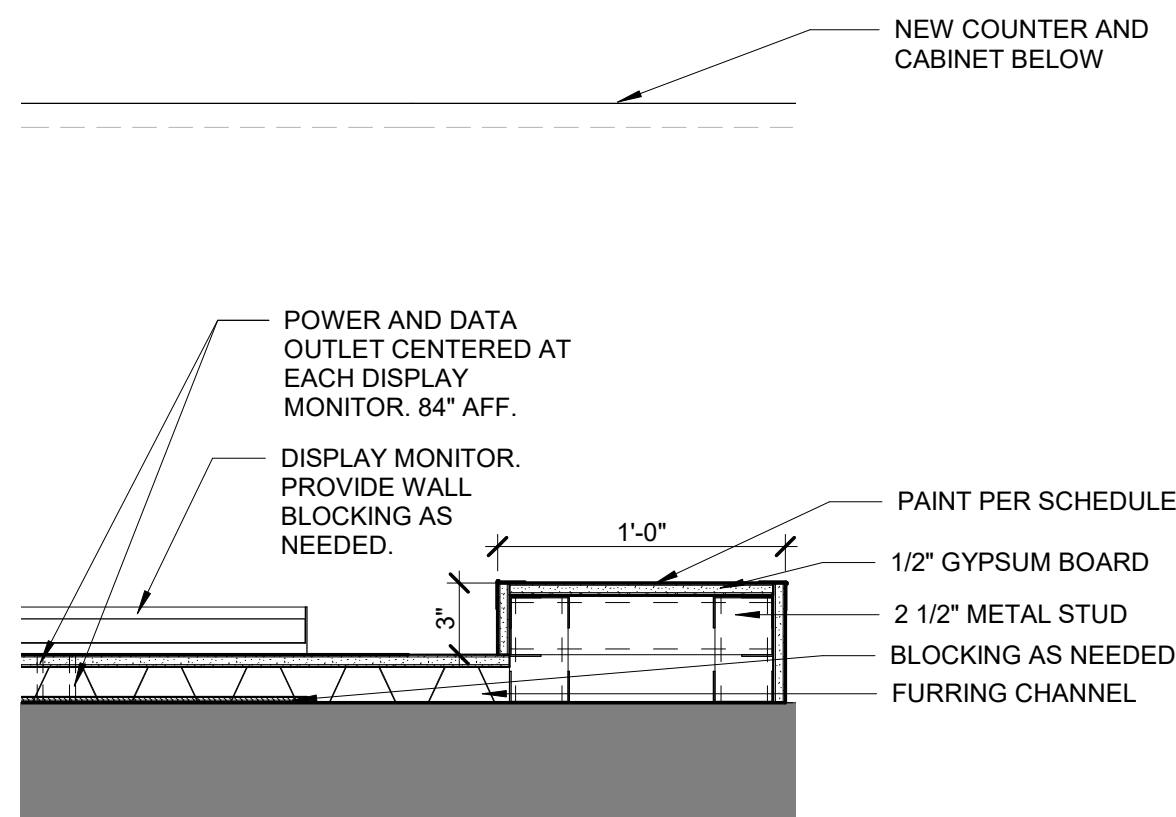 NEW COUNTER AND
CABINET BELOW
POWER AND DATA
OUTLET CENTERED AT
EACH DISPLAY
MONITOR. 84" AFF.
DISPLAY MONITOR.
PROVIDE WALL
BLOCKING AS
NEEDED.
1'-0"
3"
PAINT PER SCHEDULE
1/2" GYPSUM BOARD
2 1/2" METAL STUD
BLOCKING AS NEEDED
FURRING CHANNEL